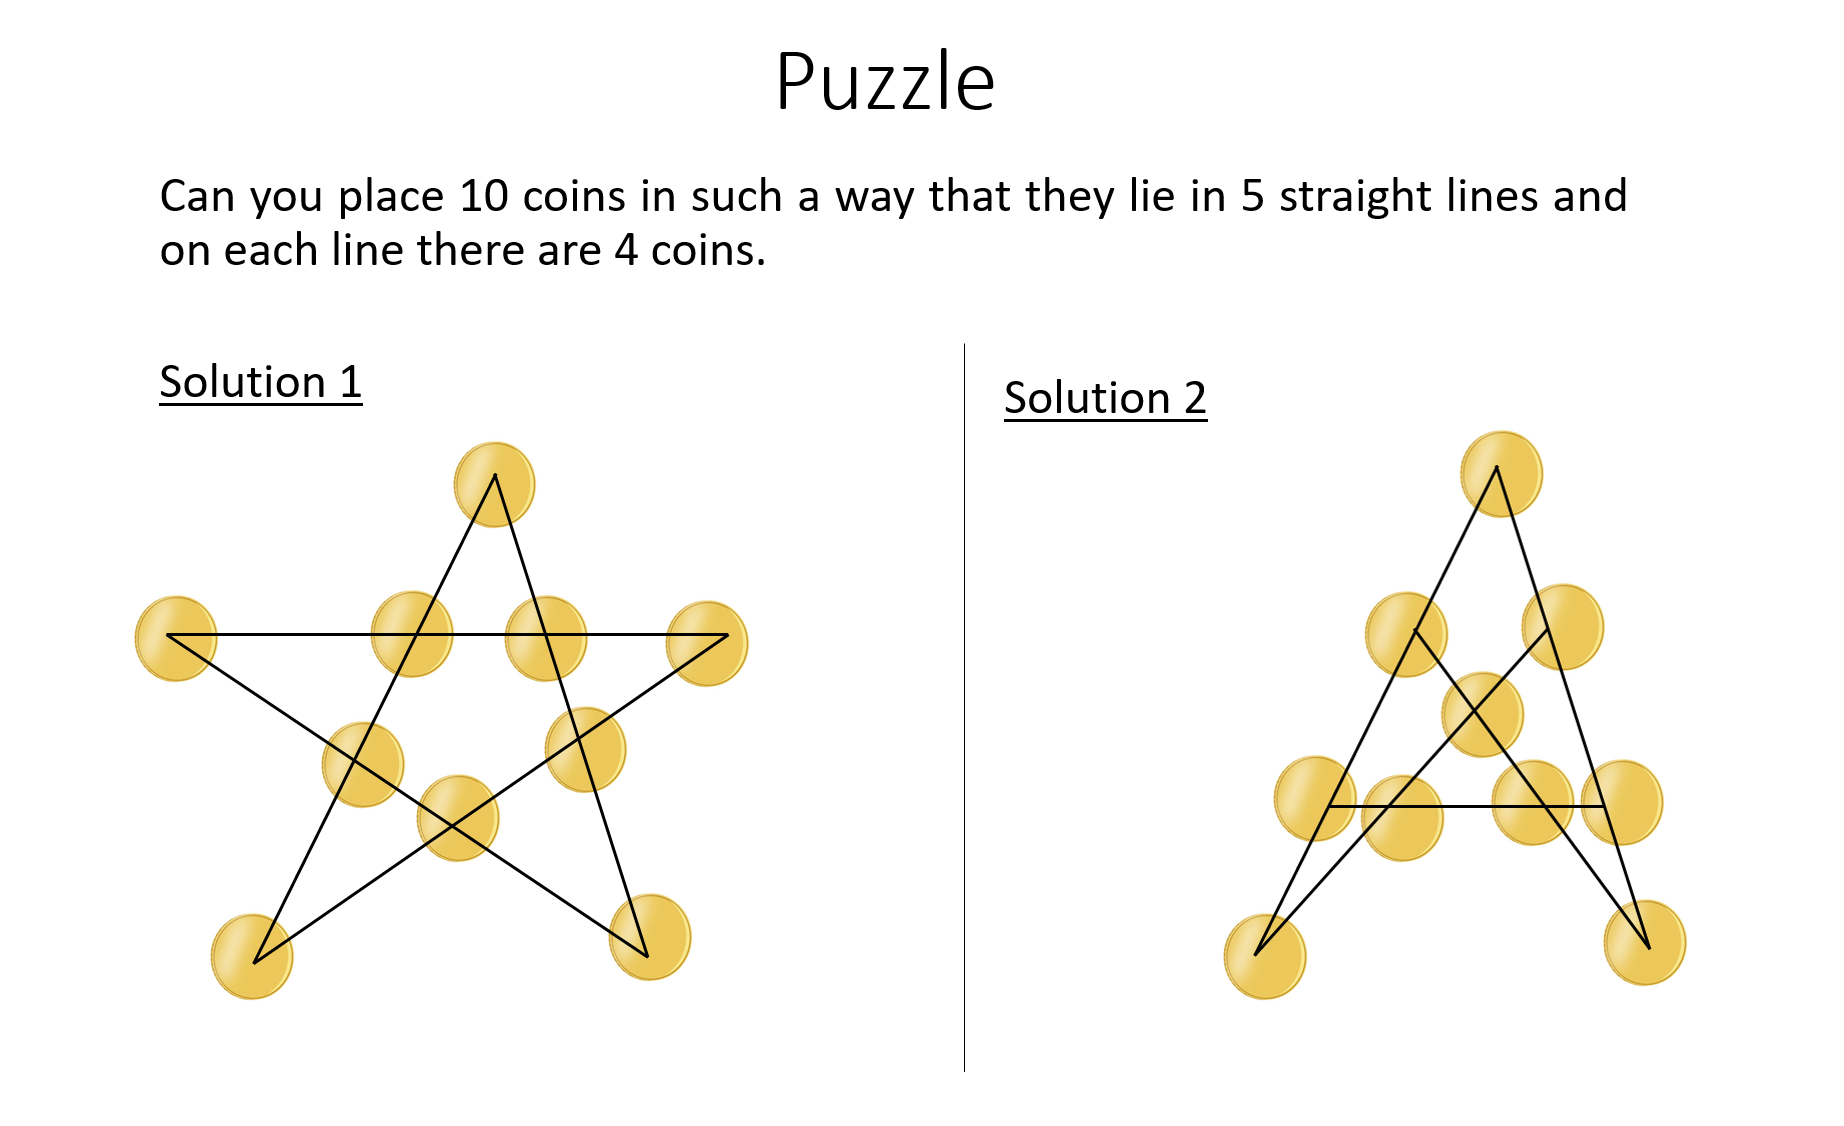 Puzzle
Can you place 10 coins in such a way that they lie in 5 straight lines and
on each line there are 4 coins.
Solution 1
Solution 2